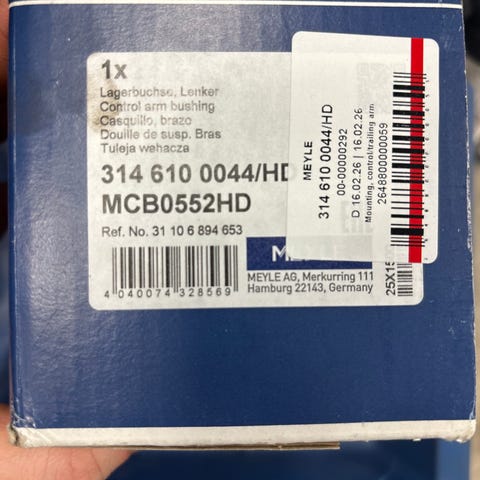 1x
Lagerbuchse, Lenker
Control arm bushing
Casquillo, brazo
Douille de susp. Bras
Tuleja wahacza
314 610 0044/HD
MCB0552HD
Ref. No. 31 10 6 894 653
4 040074 328569
MEYLE AG, Merkurring 111
Hamburg 22143, Germany
25X15
MEYLE
314 610 0044/HD
00-00000292
D 16.02.26 | 16.02.26
Mounting, control/trailing arm
2648800000059